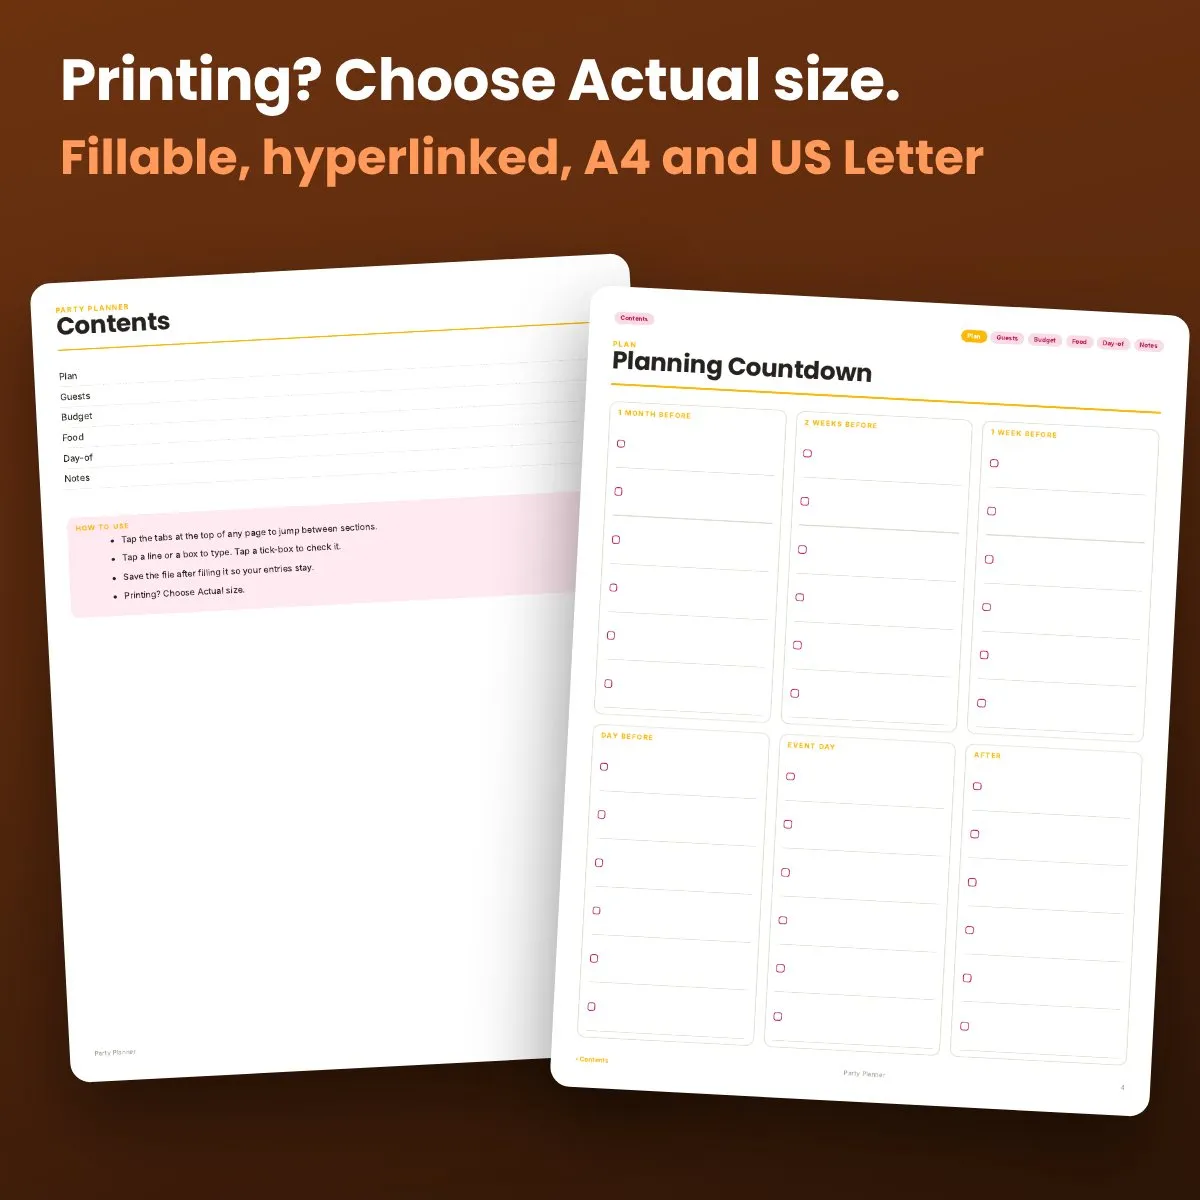 Printing? Choose Actual size.
Fillable, hyperlinked, A4 and US Letter
PARTY PLANNER
Contents
Plan
Guests
Budget
Food
Day-of
Notes
HOW TO USE
• Tap the tabs at the top of any page to jump between sections.
• Tap a line or a box to type. Tap a tick-box to check it.
• Save the file after filling it so your entries stay.
• Printing? Choose Actual size.
Party Planner
Contents
Plan Guests Budget Food Day-of Notes
PLAN
Planning Countdown
1 MONTH BEFORE
2 WEEKS BEFORE
1 WEEK BEFORE
DAY BEFORE
EVENT DAY
AFTER
‹ Contents
Party Planner
4